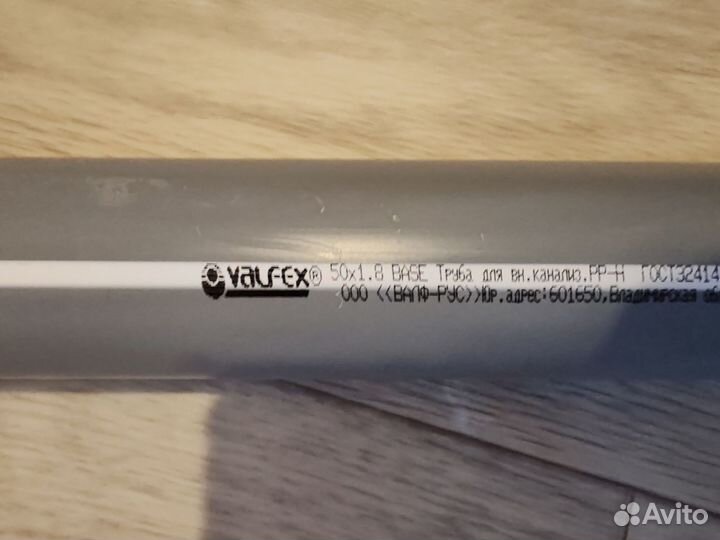 VALFEX® 50x1.8 BASE Труба для вн.канализ.PP-H ГОСТ32414
ООО <<ВАЛФ-РУС>>Юр.адрес:601650,Владимирская об
Avito